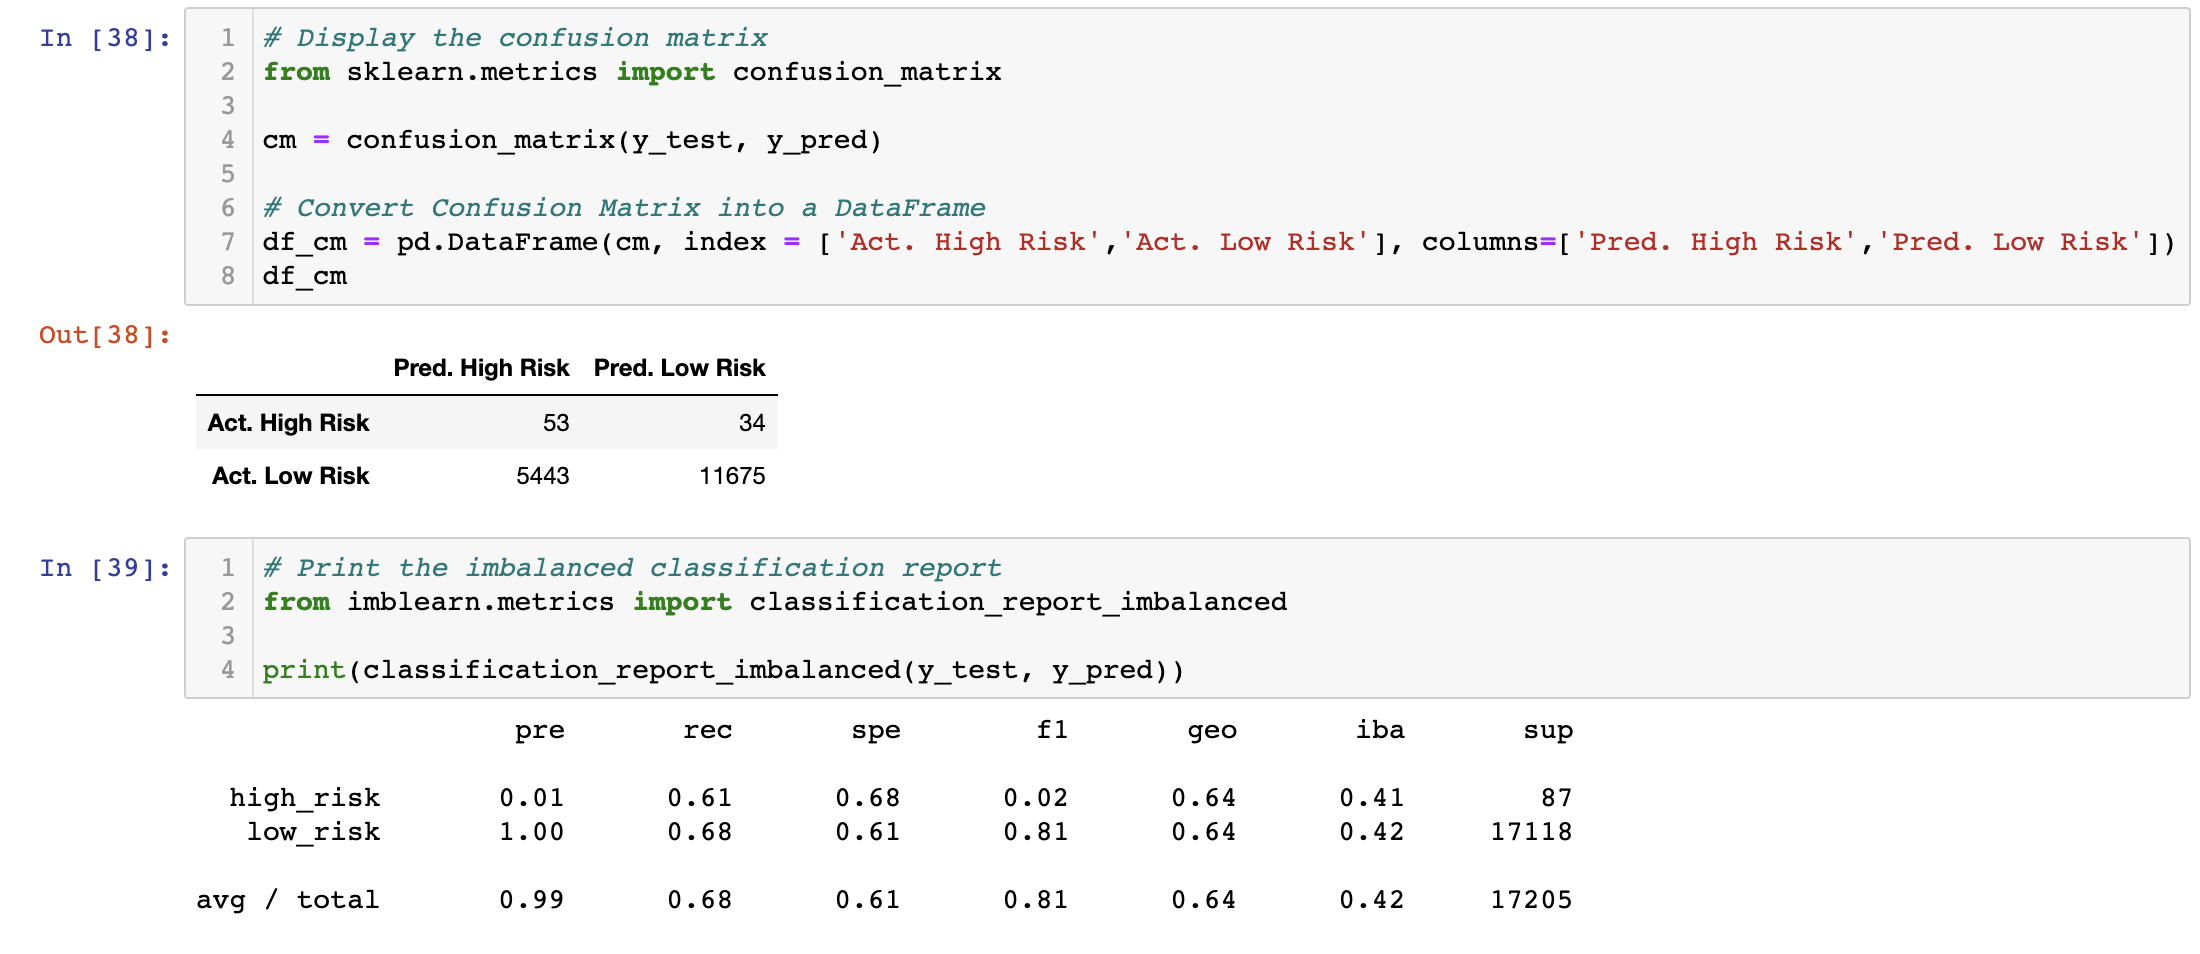 In [38]:
1 # Display the confusion matrix
2 from sklearn.metrics import confusion_matrix
3
4 cm = confusion_matrix(y_test, y_pred)
5
6 # Convert Confusion Matrix into a DataFrame
7 df_cm = pd.DataFrame(cm, index = ['Act. High Risk','Act. Low Risk'], columns=['Pred. High Risk','Pred. Low Risk'])
8 df_cm
Out[38]:
Pred. High Risk Pred. Low Risk
Act. High Risk 53 34
Act. Low Risk 5443 11675
In [39]:
1 # Print the imbalanced classification report
2 from imblearn.metrics import classification_report_imbalanced
3
4 print(classification_report_imbalanced(y_test, y_pred))
pre rec spe f1 geo iba sup
high_risk 0.01 0.61 0.68 0.02 0.64 0.41 87
low_risk 1.00 0.68 0.61 0.81 0.64 0.42 17118
avg / total 0.99 0.68 0.61 0.81 0.64 0.42 17205